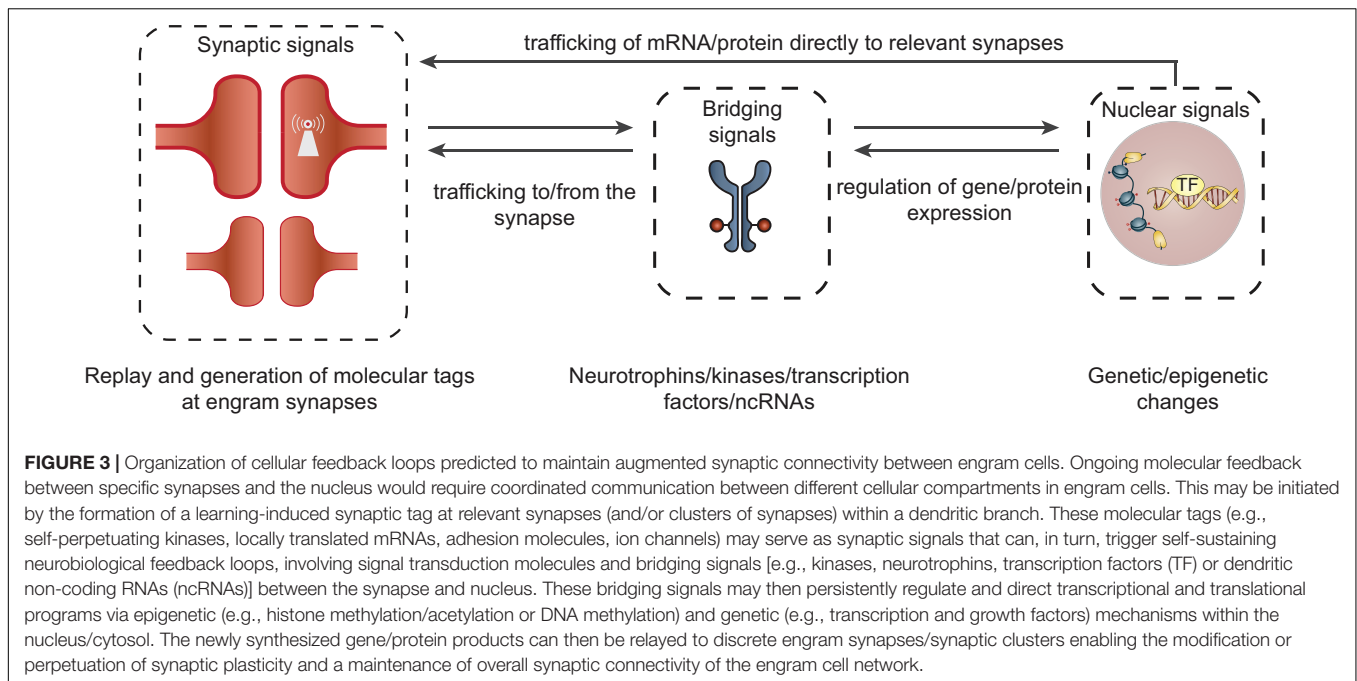 Synaptic signals
trafficking of mRNA/protein directly to relevant synapses
Bridging
signals
Nuclear signals
TF
trafficking to/from the
synapse
regulation of gene/protein
expression
Replay and generation of molecular tags
at engram synapses
Neurotrophins/kinases/transcription
factors/ncRNAs
Genetic/epigenetic
changes
FIGURE 3 | Organization of cellular feedback loops predicted to maintain augmented synaptic connectivity between engram cells. Ongoing molecular feedback
between specific synapses and the nucleus would require coordinated communication between different cellular compartments in engram cells. This may be initiated
by the formation of a learning-induced synaptic tag at relevant synapses (and/or clusters of synapses) within a dendritic branch. These molecular tags (e.g.,
self-perpetuating kinases, locally translated mRNAs, adhesion molecules, ion channels) may serve as synaptic signals that can, in turn, trigger self-sustaining
neurobiological feedback loops, involving signal transduction molecules and bridging signals [e.g., kinases, neurotrophins, transcription factors (TF) or dendritic
non-coding RNAs (ncRNAs)] between the synapse and nucleus. These bridging signals may then persistently regulate and direct transcriptional and translational
programs via epigenetic (e.g., histone methylation/acetylation or DNA methylation) and genetic (e.g., transcription and growth factors) mechanisms within the
nucleus/cytosol. The newly synthesized gene/protein products can then be relayed to discrete engram synapses/synaptic clusters enabling the modification or
perpetuation of synaptic plasticity and a maintenance of overall synaptic connectivity of the engram cell network.